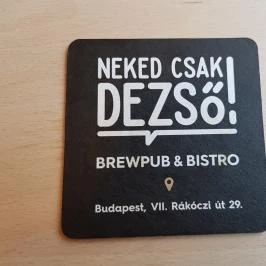 NEKED CSAK
DEZSŐ!
BREWPUB & BISTRO
Budapest, VII. Rákóczi út 29.